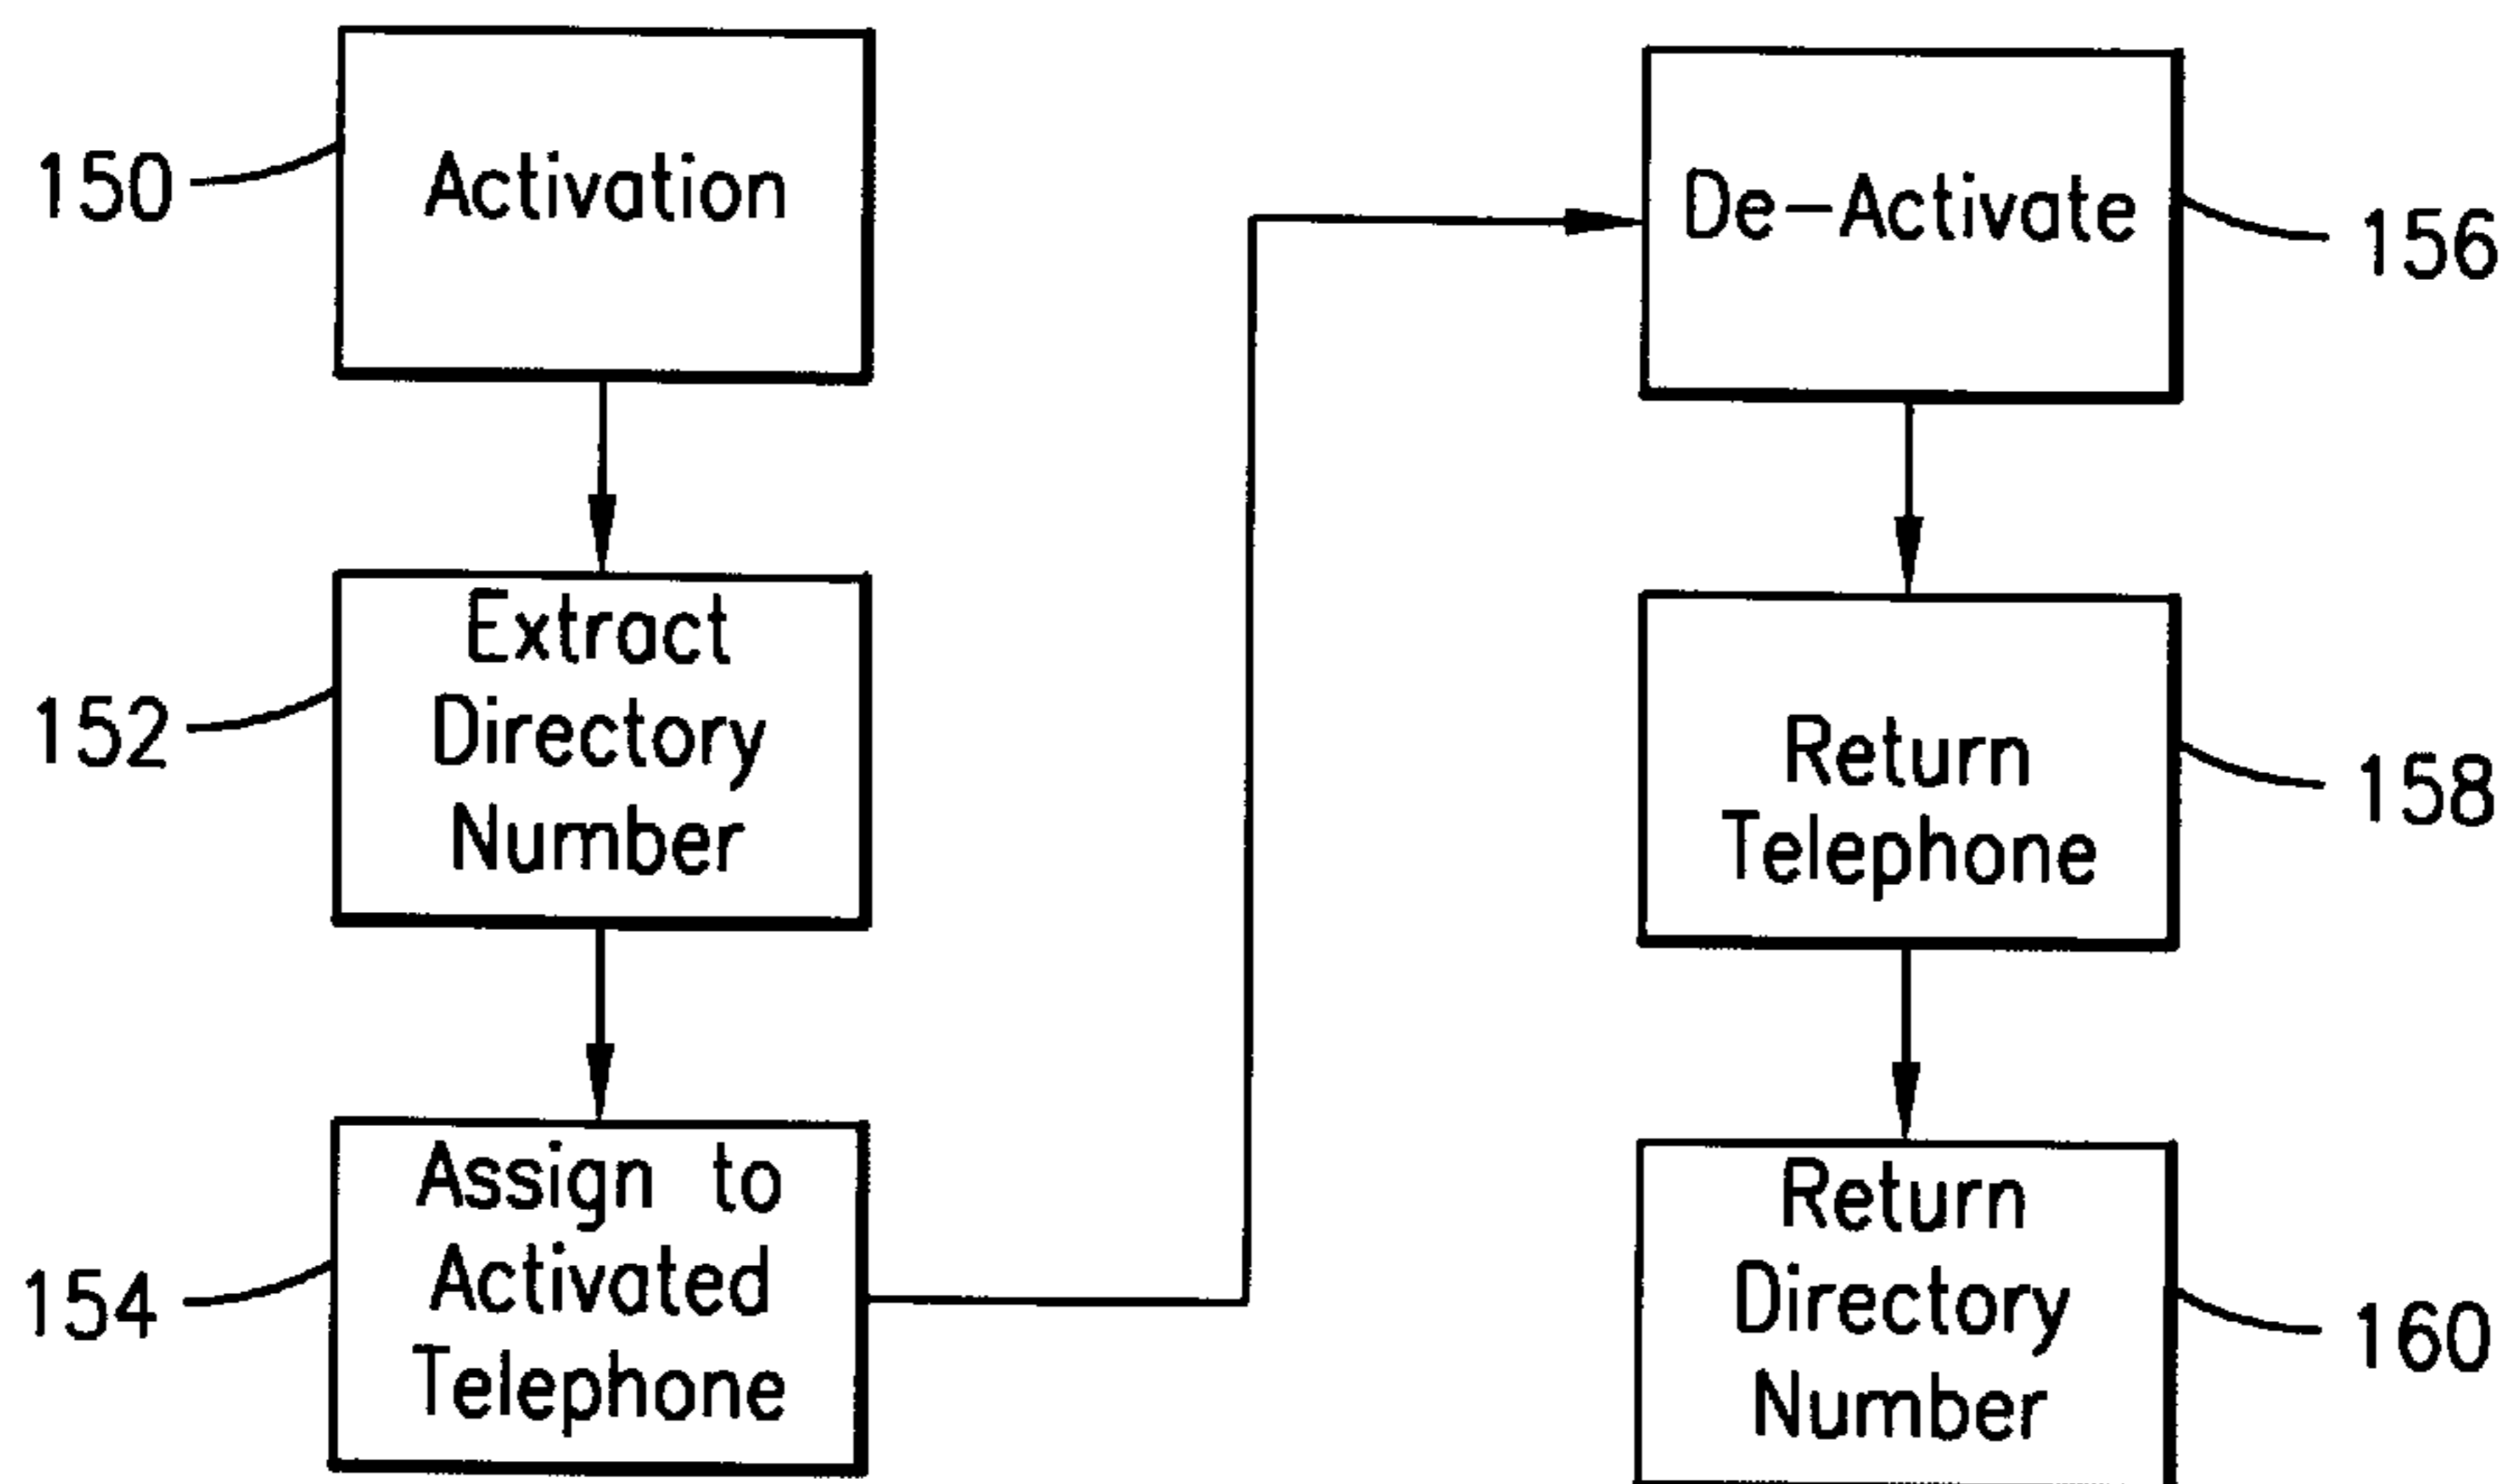 150
Activation
152
Extract
Directory
Number
154
Assign to
Activated
Telephone
De-Activate
156
Return
Telephone
158
Return
Directory
Number
160